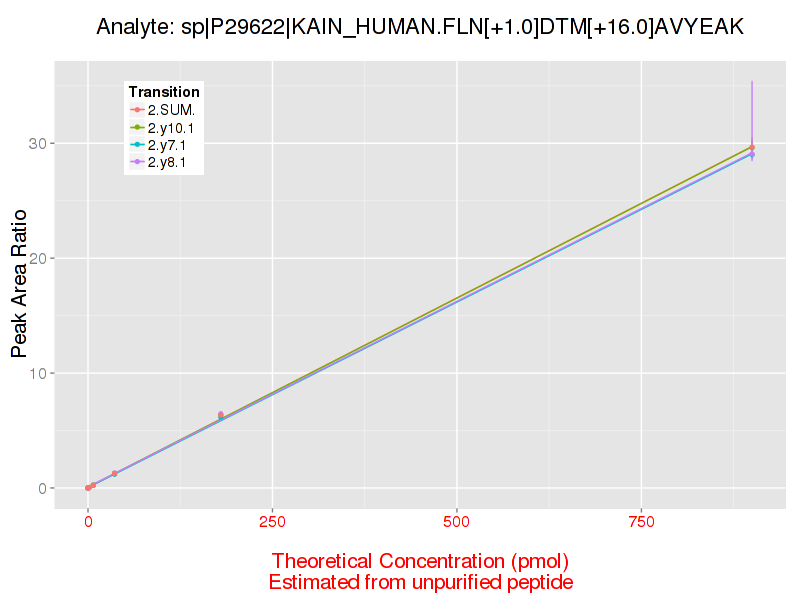 Analyte: sp|P29622|KAIN_HUMAN.FLN[+1.0]DTM[+16.0]AVYEAK
Transition
2.SUM.
2.y10.1
2.y7.1
2.y8.1
Peak Area Ratio
30
20
10
0
0 250 500 750
Theoretical Concentration (pmol)
Estimated from unpurified peptide